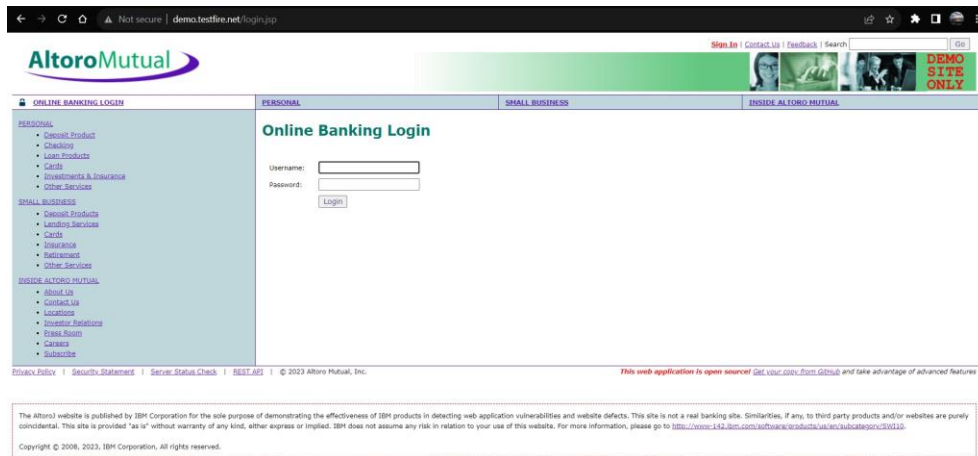 Not secure | demo.testfire.net/login.jsp
Sign In | Contact Us | Feedback | Search Go
AltoroMutual
DEMO
SITE
ONLY
ONLINE BANKING LOGIN
PERSONAL
SMALL BUSINESS
INSIDE ALTORO MUTUAL
PERSONAL
• Deposit Product
• Checking
• Loan Products
• Cards
• Investments & Insurance
• Other Services
SMALL BUSINESS
• Deposit Products
• Lending Services
• Cards
• Insurance
• Retirement
• Other Services
INSIDE ALTORO MUTUAL
• About Us
• Contact Us
• Locations
• Investor Relations
• Press Room
• Careers
• Subscribe
Online Banking Login
Username:
Password:
Login
Privacy Policy | Security Statement | Server Status Check | REST API | © 2023 Altoro Mutual, Inc.
This web application is open source! Get your copy from Github and take advantage of advanced features
The AltoroJ website is published by IBM Corporation for the sole purpose of demonstrating the effectiveness of IBM products in detecting web application vulnerabilities and website defects. This site is not a real banking site. Similarities, if any, to third party products and/or websites are purely
coincidental. This site is provided "as is" without warranty of any kind, either express or implied. IBM does not assume any risk in relation to your use of this website. For more information, please go to http://www-142.ibm.com/software/products/us/en/subcategory/SWI10.
Copyright © 2008, 2023, IBM Corporation, All rights reserved.